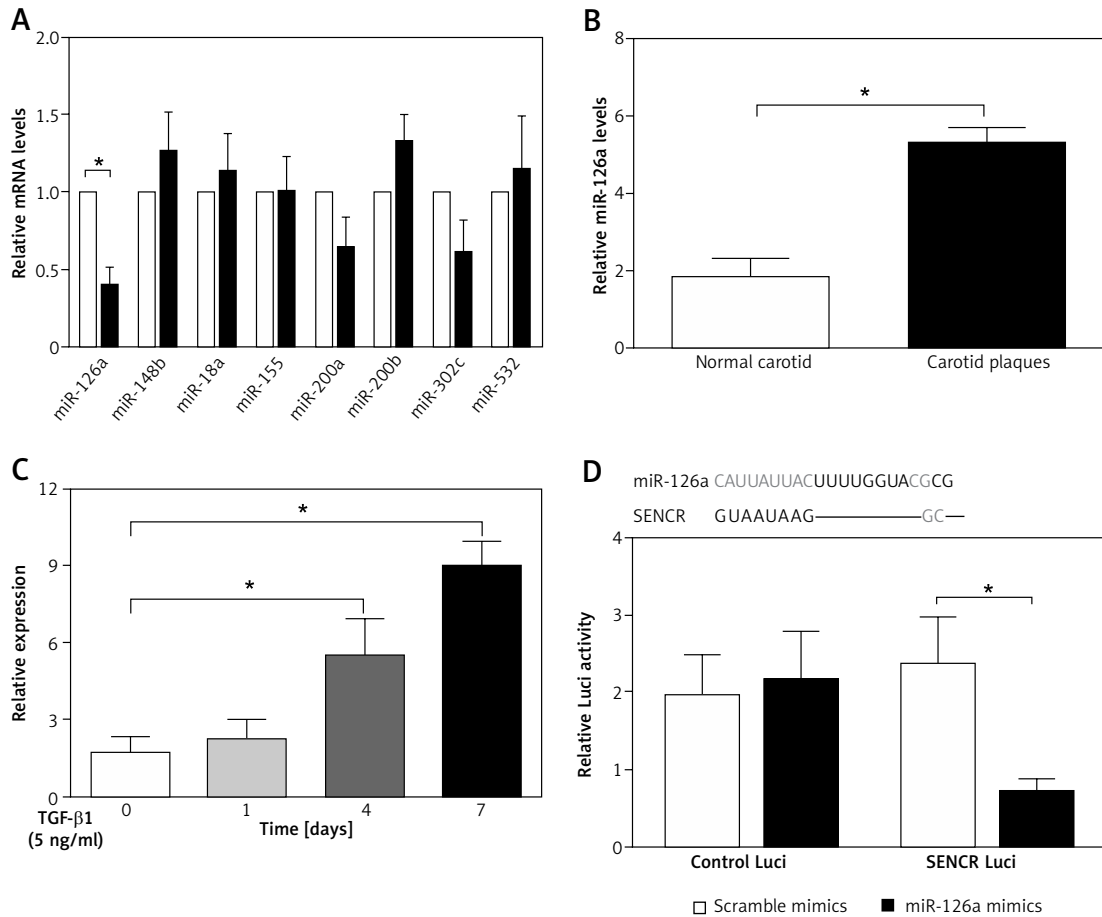 A
2.0
1.5
1.0
0.5
0
Relative mRNA levels
*
miR-126a
miR-148b
miR-18a
miR-155
miR-200a
miR-200b
miR-302c
miR-532
B
8
6
4
2
0
Relative miR-126a levels
*
Normal carotid
Carotid plaques
C
12
9
6
3
0
Relative expression
*
*
0 1 4 7
TGF-β1
(5 ng/ml)
Time [days]
D
miR-126a CAUUAUUACUUUUGGUACGCG
SENCR GUAAUAAG————GC—
4
3
2
1
0
Relative Luci activity
*
Control Luci
SENCR Luci
Scramble mimics miR-126a mimics